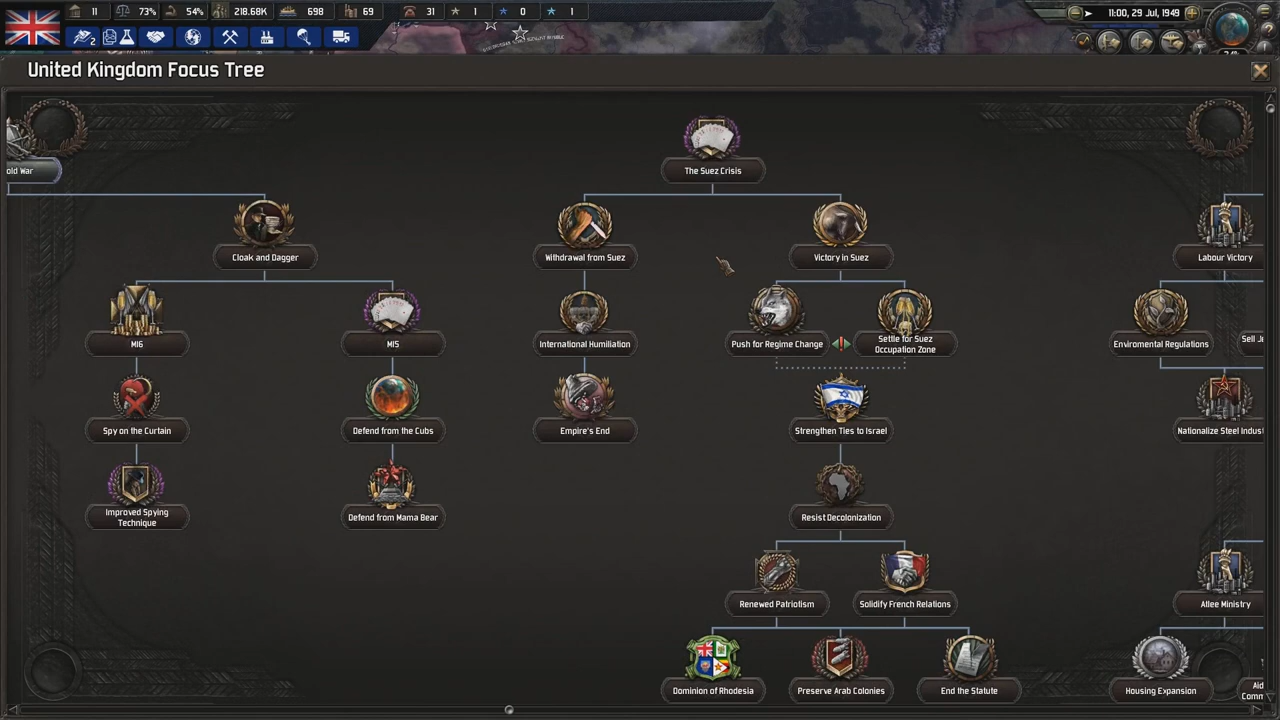 11
73%
54%
218.68K
698
69
31
1
0
1
11:00, 29 Jul, 1949
United Kingdom Focus Tree
The Suez Crisis
old War
Cloak and Dagger
Withdrawal from Suez
Victory in Suez
Labour Victory
MI6
MI5
International Humiliation
Push for Regime Change
Settle for Suez
Occupation Zone
Enviromental Regulations
Sell J
Spy on the Curtain
Defend from the Cubs
Empire's End
Strengthen Ties to Israel
Nationalize Steel Indust
Improved Spying
Technique
Defend from Mama Bear
Resist Decolonization
Renewed Patriotism
Solidify French Relations
Atlee Ministry
Dominion of Rhodesia
Preserve Arab Colonies
End the Statute
Housing Expansion
Aid
Comm